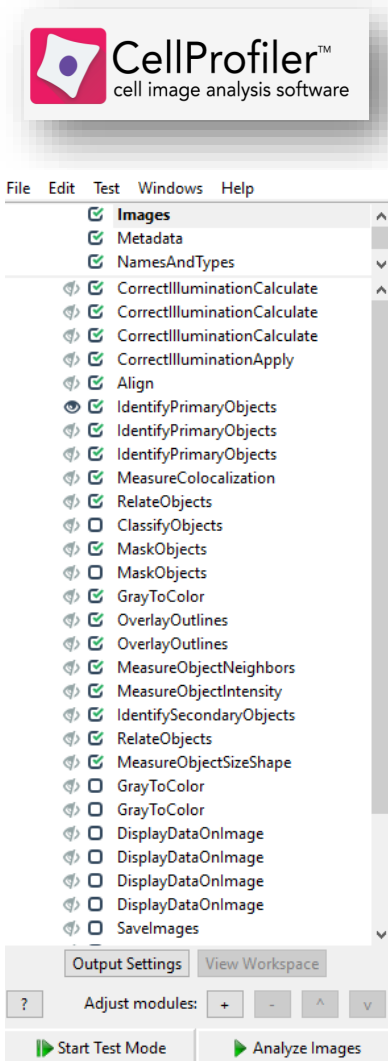 CellProfiler™
cell image analysis software
File Edit Test Windows Help
Images
Metadata
NamesAndTypes
CorrectIlluminationCalculate
CorrectIlluminationCalculate
CorrectIlluminationCalculate
CorrectIlluminationApply
Align
IdentifyPrimaryObjects
IdentifyPrimaryObjects
IdentifyPrimaryObjects
MeasureColocalization
RelateObjects
ClassifyObjects
MaskObjects
MaskObjects
GrayToColor
OverlayOutlines
OverlayOutlines
MeasureObjectNeighbors
MeasureObjectIntensity
IdentifySecondaryObjects
RelateObjects
MeasureObjectSizeShape
GrayToColor
GrayToColor
DisplayDataOnImage
DisplayDataOnImage
DisplayDataOnImage
DisplayDataOnImage
SaveImages
Output Settings View Workspace
? Adjust modules: + - ^ v
Start Test Mode Analyze Images